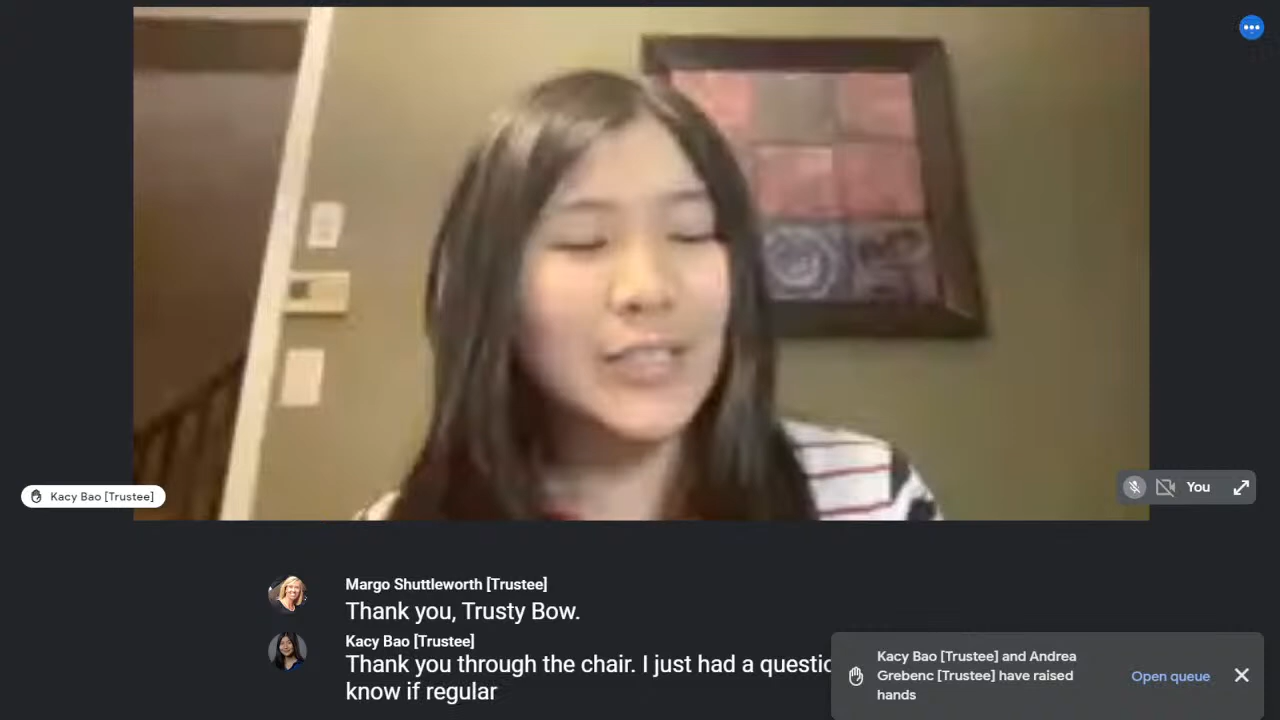 Kacy Bao [Trustee]
You
Margo Shuttleworth [Trustee]
Thank you, Trusty Bow.
Kacy Bao [Trustee]
Thank you through the chair. I just had a
know if regular
Kacy Bao [Trustee] and Andrea
Grebenc [Trustee] have raised
hands
Open queue